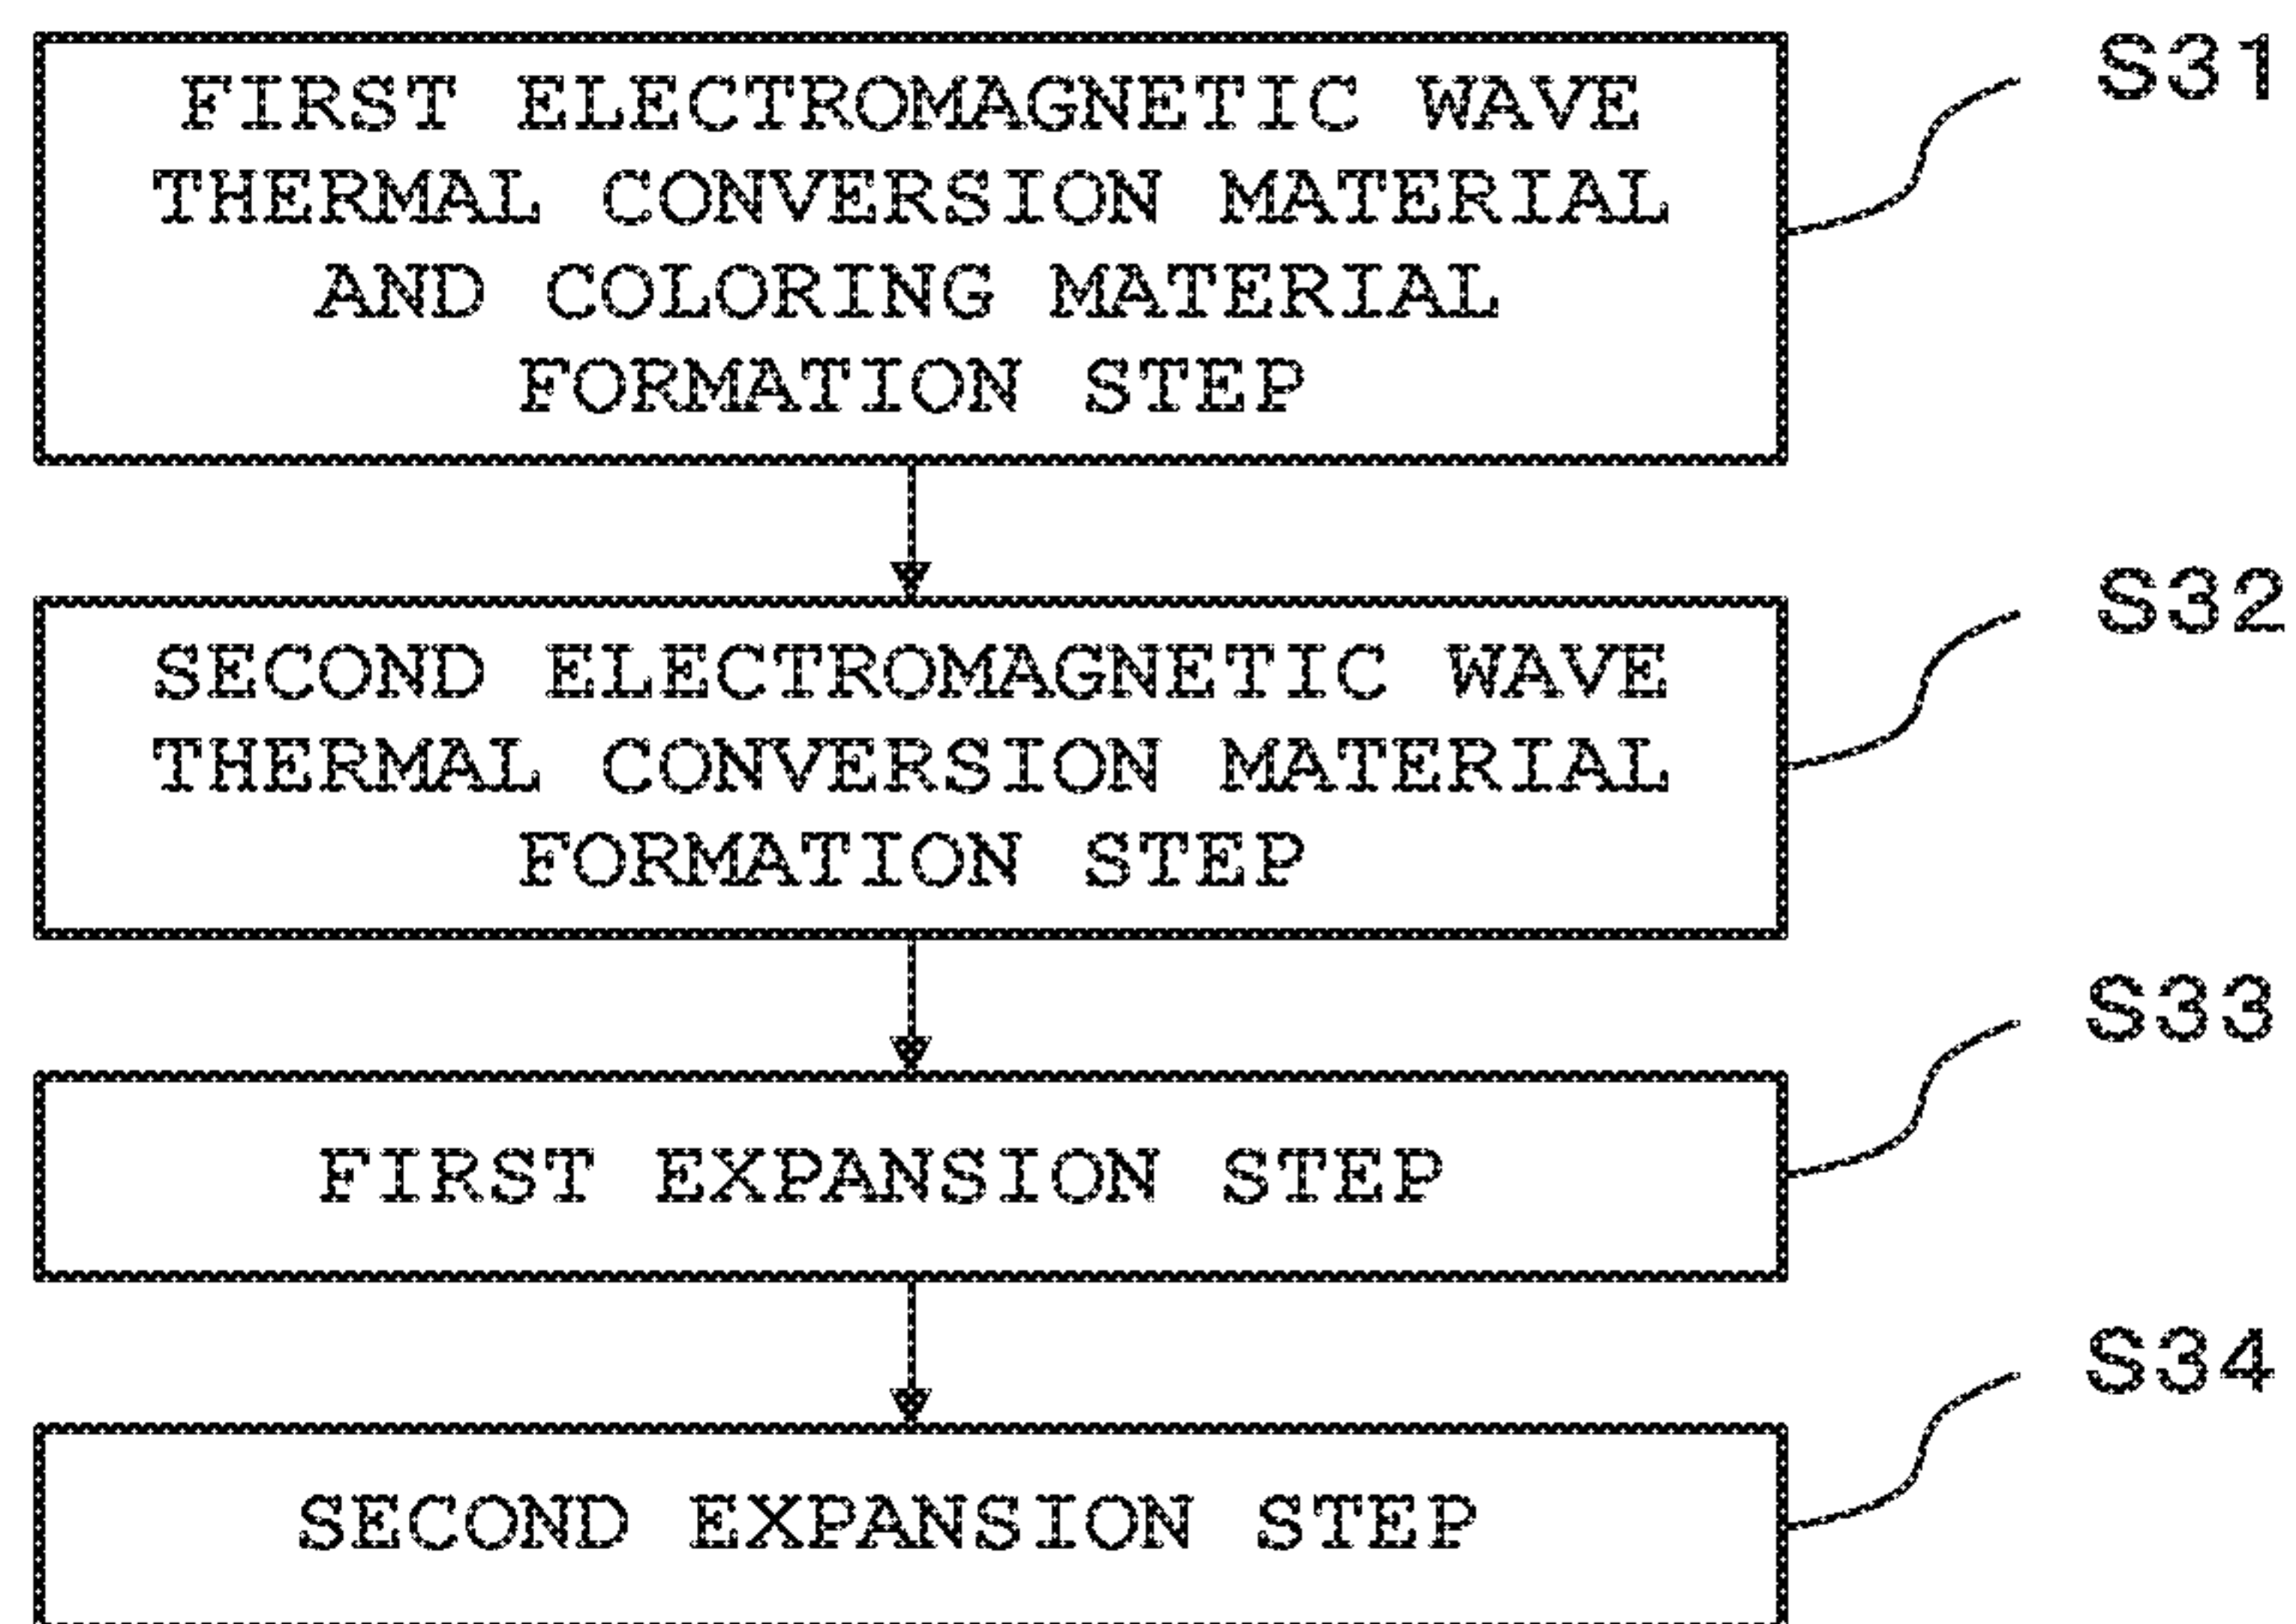 FIRST ELECTROMAGNETIC WAVE
THERMAL CONVERSION MATERIAL
AND COLORING MATERIAL
FORMATION STEP
S31
SECOND ELECTROMAGNETIC WAVE
THERMAL CONVERSION MATERIAL
FORMATION STEP
S32
FIRST EXPANSION STEP
S33
SECOND EXPANSION STEP
S34